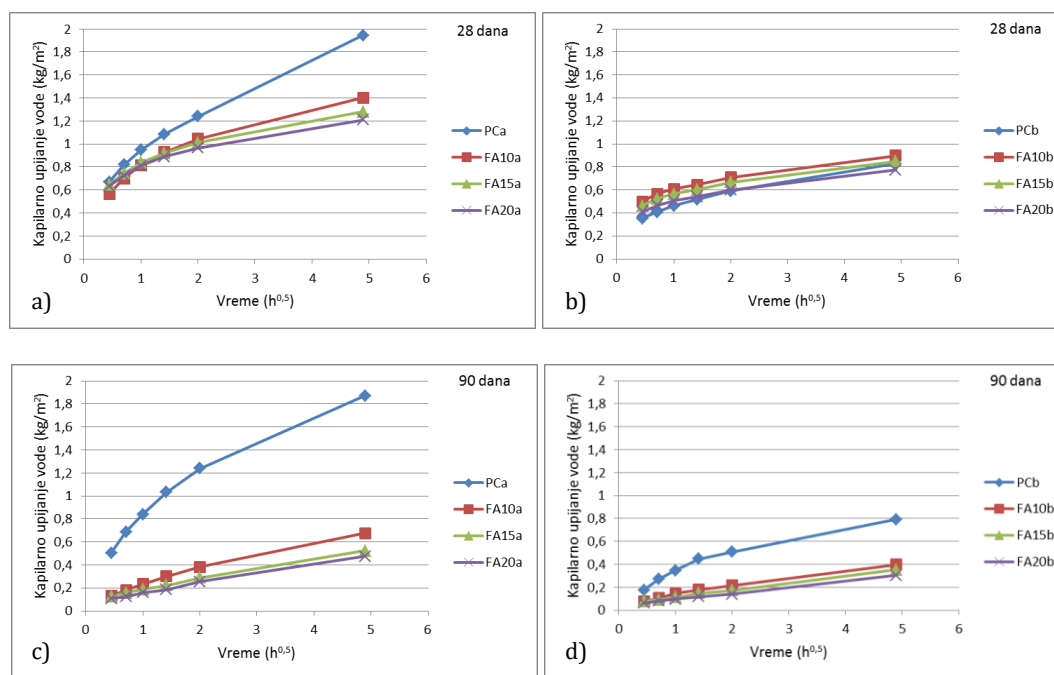 28 dana
Kapilarno upijanje vode (kg/m²)
2
1,8
1,6
1,4
1,2
1
0,8
0,6
0,4
0,2
0
0 1 2 3 4 5 6
Vreme (h⁰,⁵)
PCa
FA10a
FA15a
FA20a
a)
28 dana
Kapilarno upijanje vode (kg/m²)
2
1,8
1,6
1,4
1,2
1
0,8
0,6
0,4
0,2
0
0 1 2 3 4 5 6
Vreme (h⁰,⁵)
PCb
FA10b
FA15b
FA20b
b)
90 dana
Kapilarno upijanje vode (kg/m²)
2
1,8
1,6
1,4
1,2
1
0,8
0,6
0,4
0,2
0
0 1 2 3 4 5 6
Vreme (h⁰,⁵)
PCa
FA10a
FA15a
FA20a
c)
90 dana
Kapilarno upijanje vode (kg/m²)
2
1,8
1,6
1,4
1,2
1
0,8
0,6
0,4
0,2
0
0 1 2 3 4 5 6
Vreme (h⁰,⁵)
PCb
FA10b
FA15b
FA20b
d)